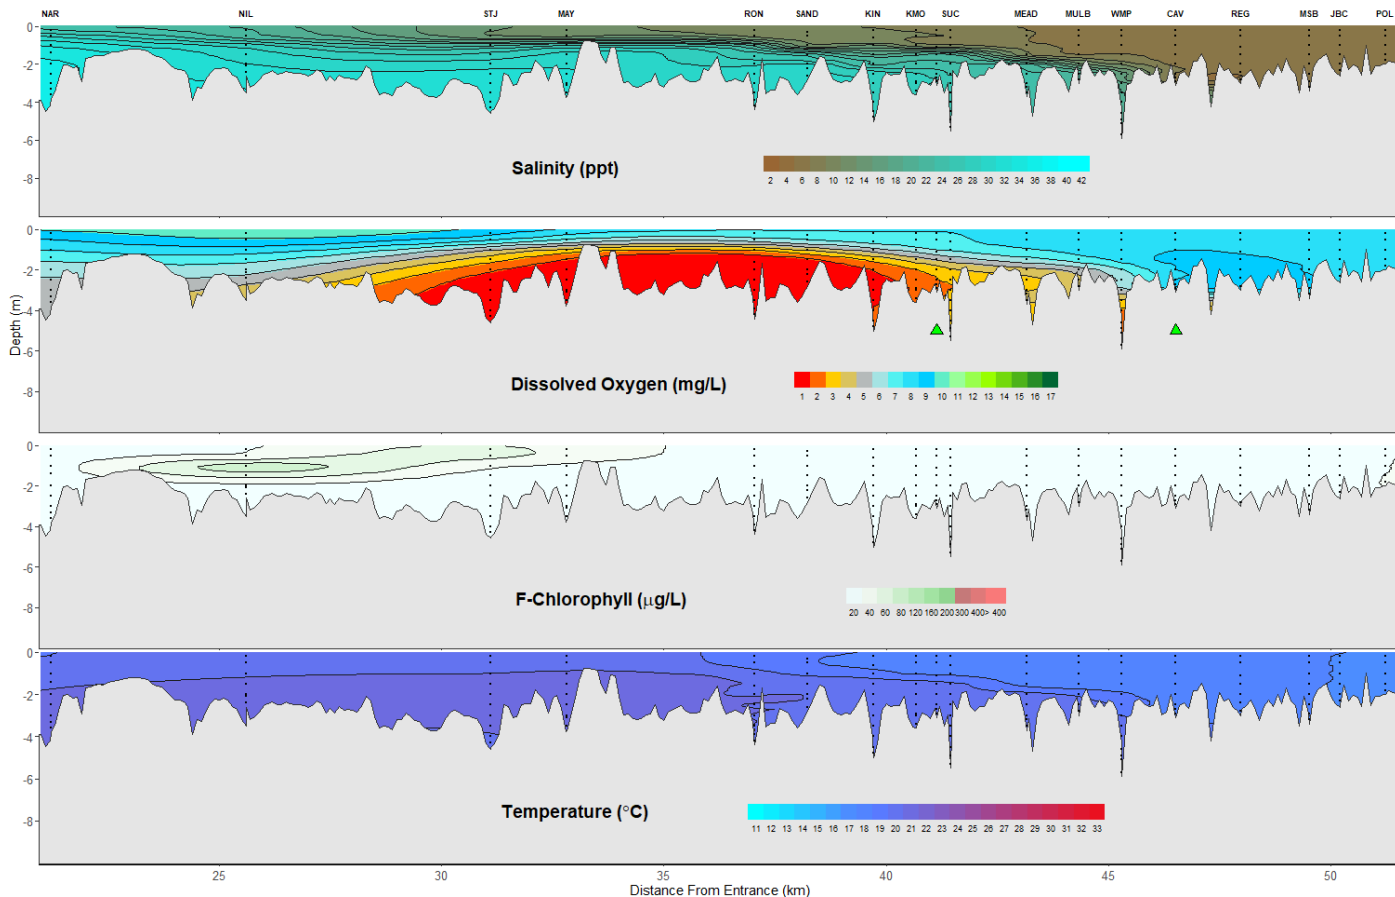 NAR NIL STJ MAY RON SAND KIN KMO SUC MEAD MULB WMP CAV REG MSB JBC POL
0
-2
-4
-6
-8
Salinity (ppt)
2 4 6 8 10 12 14 16 18 20 22 24 26 28 30 32 34 36 38 40 42
0
-2
-4
-6
-8
Depth (m)
Dissolved Oxygen (mg/L)
1 2 3 4 5 6 7 8 9 10 11 12 13 14 15 16 17
0
-2
-4
-6
-8
F-Chlorophyll (µg/L)
20 40 60 80 120 160 200 300 400> 400
0
-2
-4
-6
-8
Temperature (°C)
11 12 13 14 15 16 17 18 19 20 21 22 23 24 25 26 27 28 29 30 31 32 33
25 30 35 40 45 50
Distance From Entrance (km)